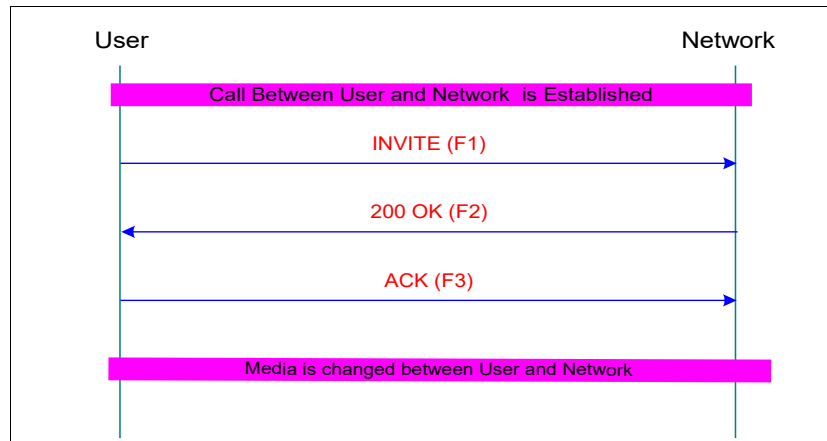 User
Network
Call Between User and Network is Established
INVITE (F1)
200 OK (F2)
ACK (F3)
Media is changed between User and Network